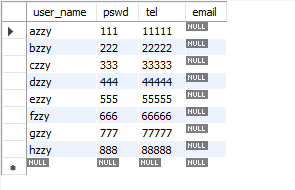 user_name pswd tel email
azzy 111 11111 NULL
bzzy 222 22222 NULL
czzy 333 33333 NULL
dzzy 444 44444 NULL
ezzy 555 55555 NULL
fzzy 666 66666 NULL
gzzy 777 77777 NULL
hzzy 888 88888 NULL
NULL NULL NULL NULL